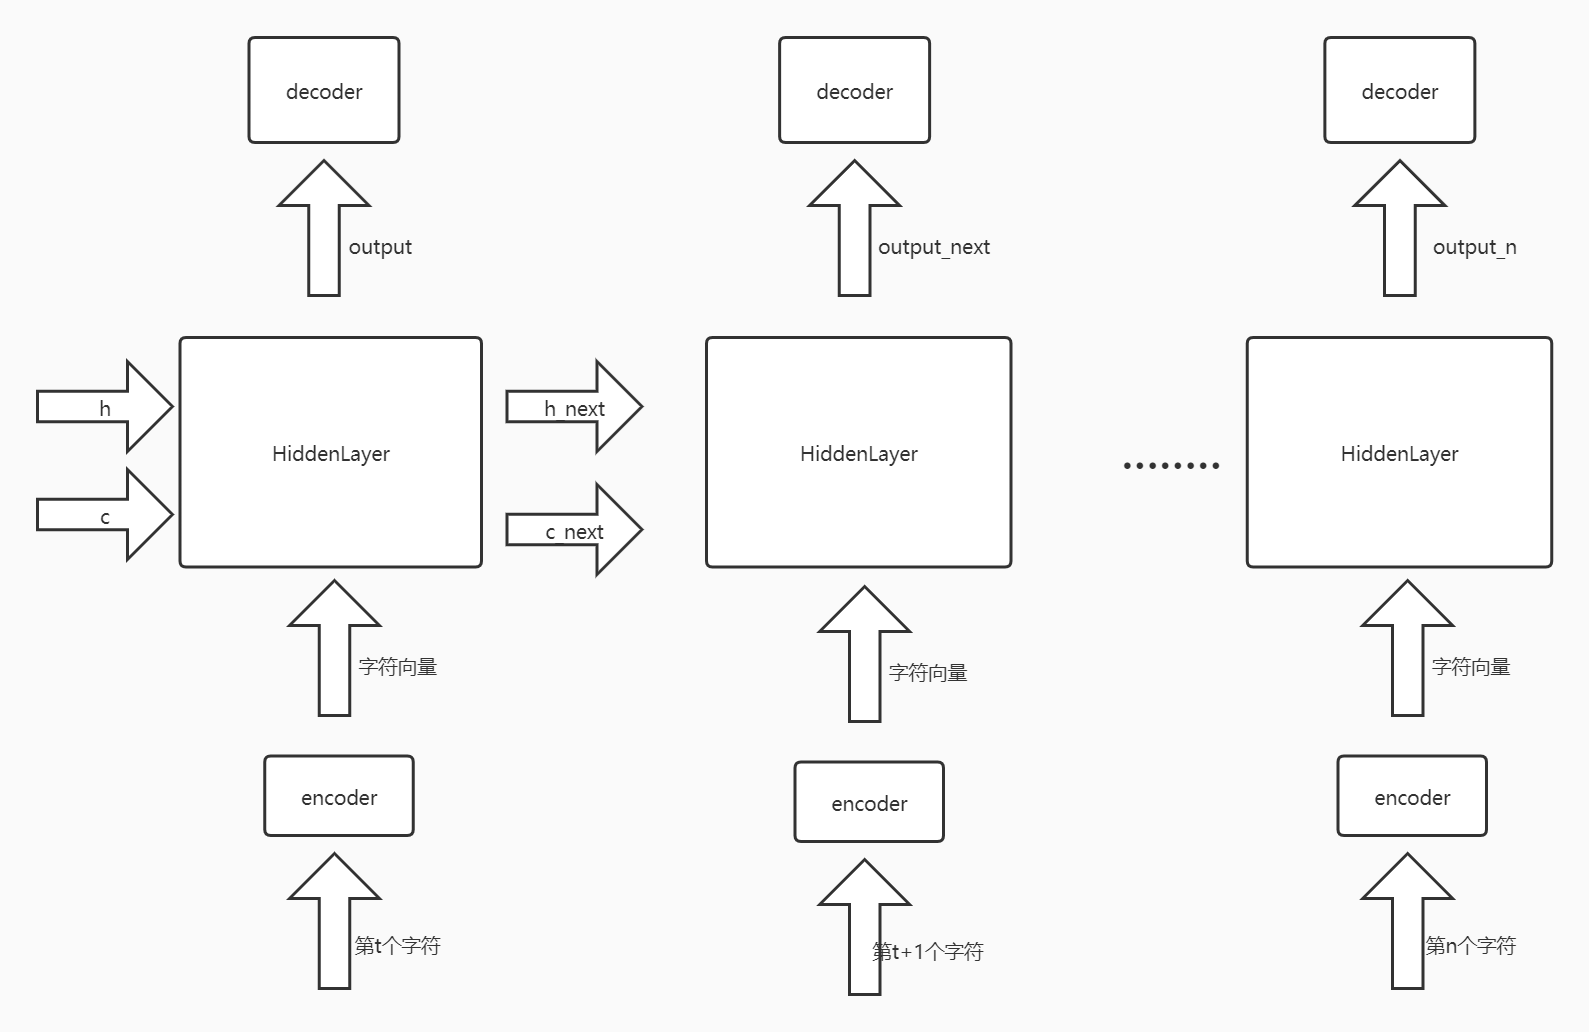 decoder
decoder
decoder
output
output_next
output_n
h
h_next
HiddenLayer
HiddenLayer
HiddenLayer
........
c
c_next
字符向量
字符向量
字符向量
encoder
encoder
encoder
第t个字符
第t+1个字符
第n个字符